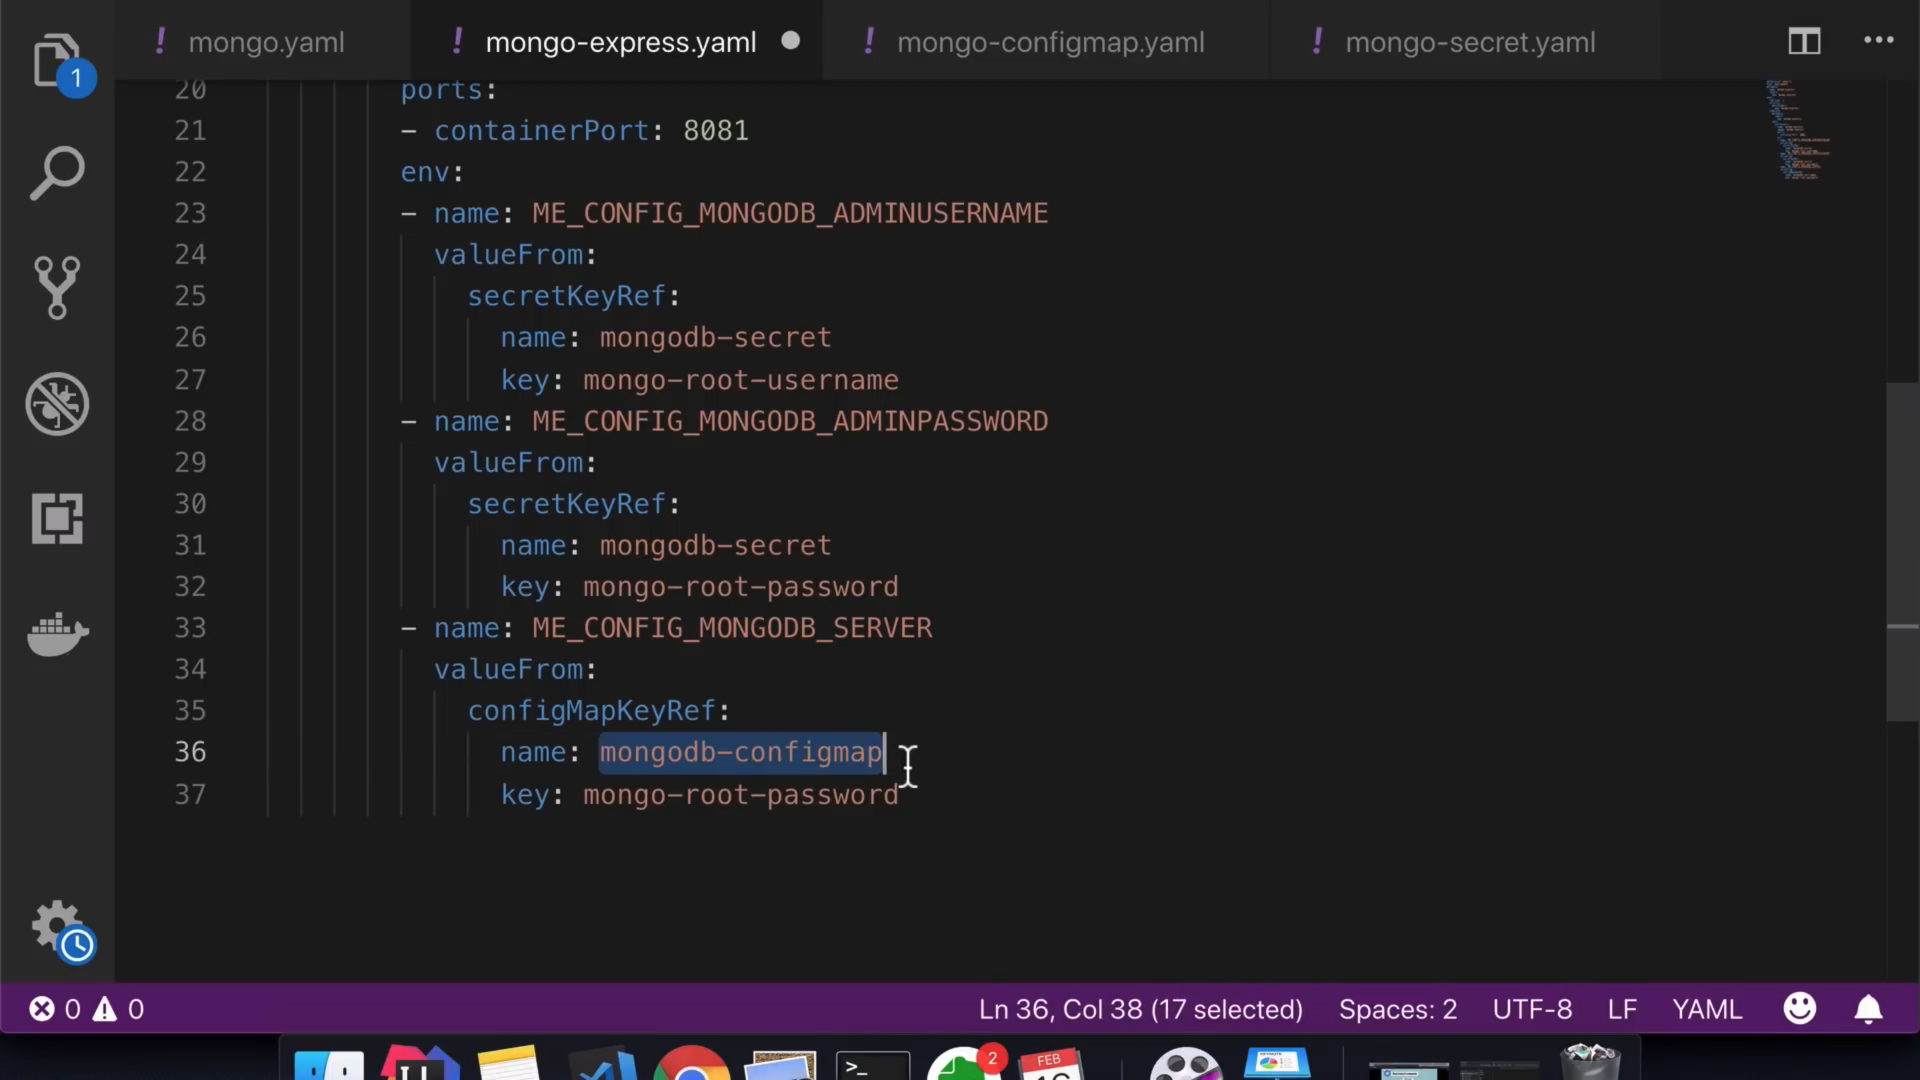 1
! mongo.yaml
! mongo-express.yaml
! mongo-configmap.yaml
! mongo-secret.yaml
20 ports:
21 - containerPort: 8081
22 env:
23 - name: ME_CONFIG_MONGODB_ADMINUSERNAME
24 valueFrom:
25 secretKeyRef:
26 name: mongodb-secret
27 key: mongo-root-username
28 - name: ME_CONFIG_MONGODB_ADMINPASSWORD
29 valueFrom:
30 secretKeyRef:
31 name: mongodb-secret
32 key: mongo-root-password
33 - name: ME_CONFIG_MONGODB_SERVER
34 valueFrom:
35 configMapKeyRef:
36 name: mongodb-configmap
37 key: mongo-root-password
0 0 Ln 36, Col 38 (17 selected) Spaces: 2 UTF-8 LF YAML
>_
2
FEB